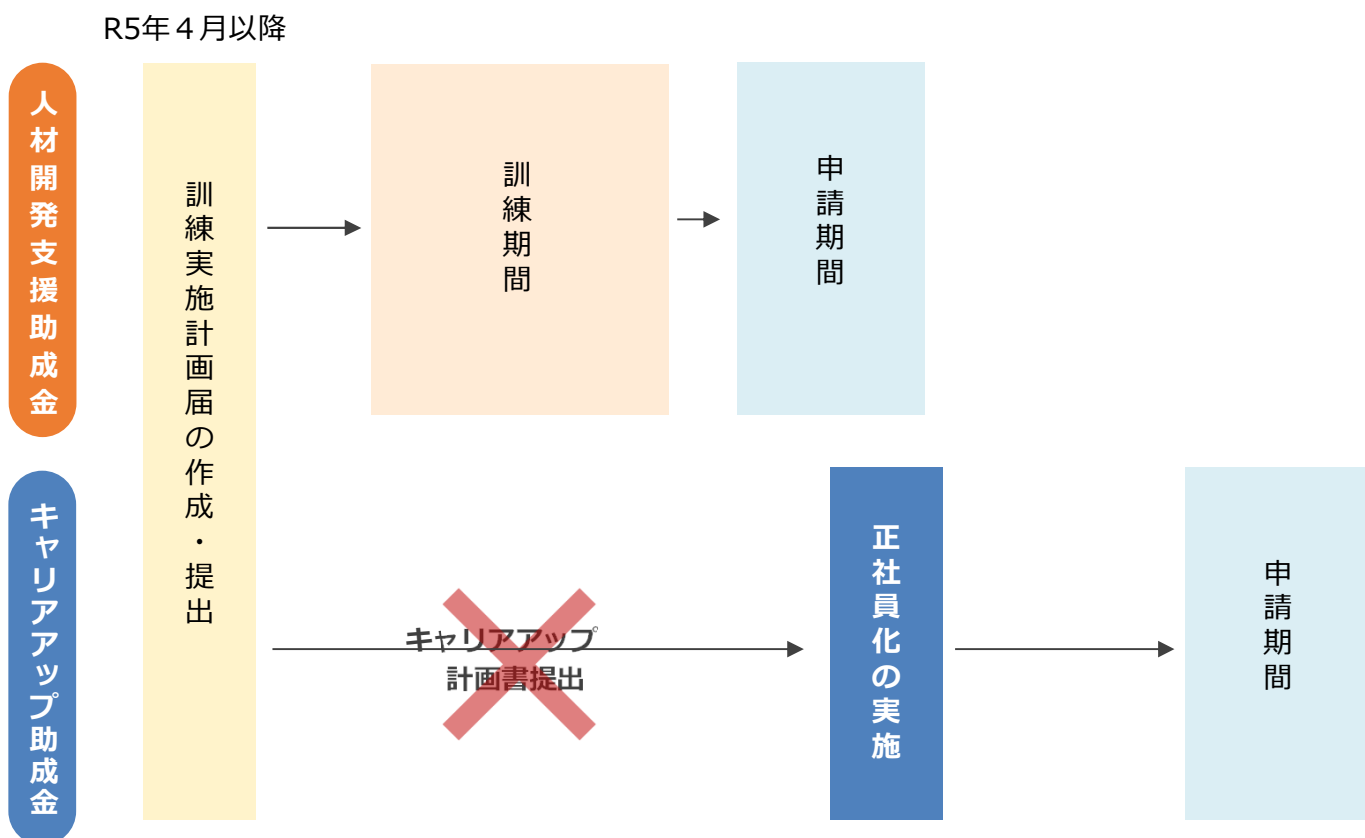 R5年４月以降
人材開発支援助成金
訓練実施計画届の作成・提出
訓練期間
申請期間
キャリアアップ助成金
キャリアアップ
計画書提出
正社員化の実施
申請期間